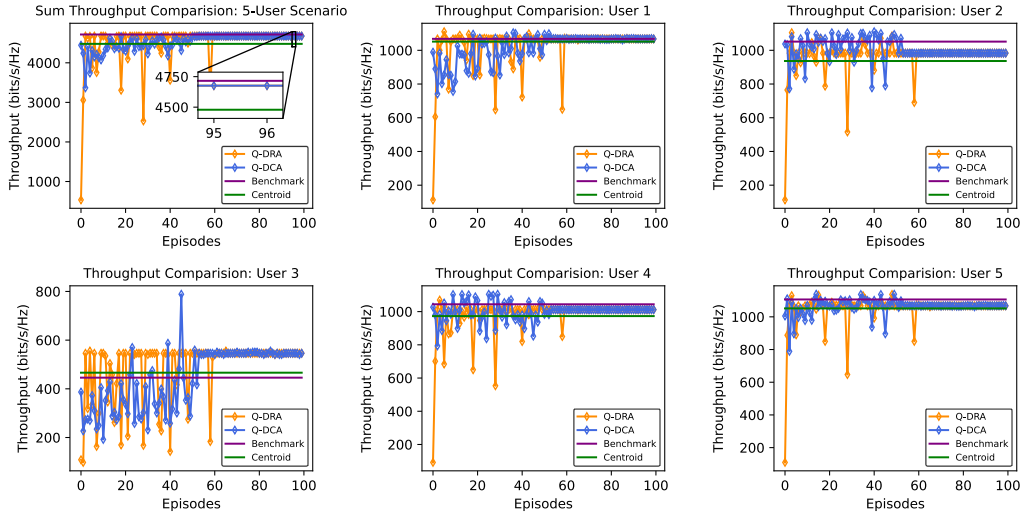 Sum Throughput Comparision: 5-User Scenario
Throughput (bits/s/Hz)
4000
3000
2000
1000
4750
4500
95
96
Q-DRA
Q-DCA
Benchmark
Centroid
0
20
40
60
80
100
Episodes
Throughput Comparision: User 1
Throughput (bits/s/Hz)
1000
800
600
400
200
Q-DRA
Q-DCA
Benchmark
Centroid
0
20
40
60
80
100
Episodes
Throughput Comparision: User 2
Throughput (bits/s/Hz)
1000
800
600
400
200
Q-DRA
Q-DCA
Benchmark
Centroid
0
20
40
60
80
100
Episodes
Throughput Comparision: User 3
Throughput (bits/s/Hz)
800
600
400
200
Q-DRA
Q-DCA
Benchmark
Centroid
0
20
40
60
80
100
Episodes
Throughput Comparision: User 4
Throughput (bits/s/Hz)
1000
800
600
400
200
Q-DRA
Q-DCA
Benchmark
Centroid
0
20
40
60
80
100
Episodes
Throughput Comparision: User 5
Throughput (bits/s/Hz)
1000
800
600
400
200
Q-DRA
Q-DCA
Benchmark
Centroid
0
20
40
60
80
100
Episodes